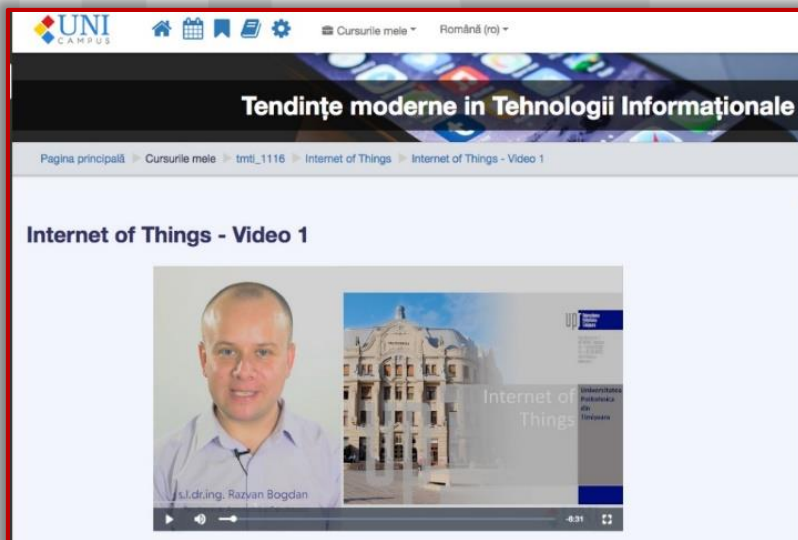 UNI
CAMPUS
Cursurile mele
Română (ro)
Tendințe moderne in Tehnologii Informaționale
Pagina principală Cursurile mele tmti_1116 Internet of Things Internet of Things - Video 1
Internet of Things - Video 1
upt
Internet of
Things
Universitatea
Politehnica
din
Timisoara
s.l.dr.ing. Razvan Bogdan
-6:31